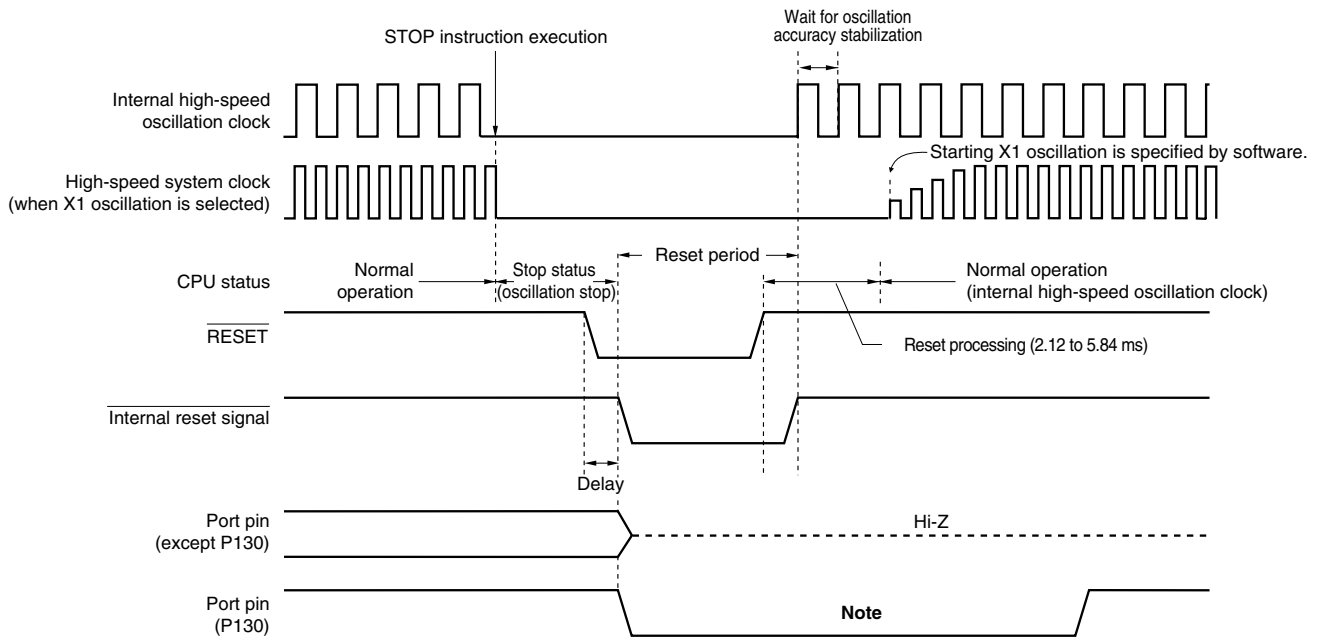 Wait for oscillation
accuracy stabilization
STOP instruction execution
Internal high-speed
oscillation clock
Starting X1 oscillation is specified by software.
High-speed system clock
(when X1 oscillation is selected)
Reset period
CPU status
Normal
operation
Stop status
(oscillation stop)
Normal operation
(internal high-speed oscillation clock)
RESET
Reset processing (2.12 to 5.84 ms)
Internal reset signal
Delay
Port pin
(except P130)
Hi-Z
Port pin
(P130)
Note